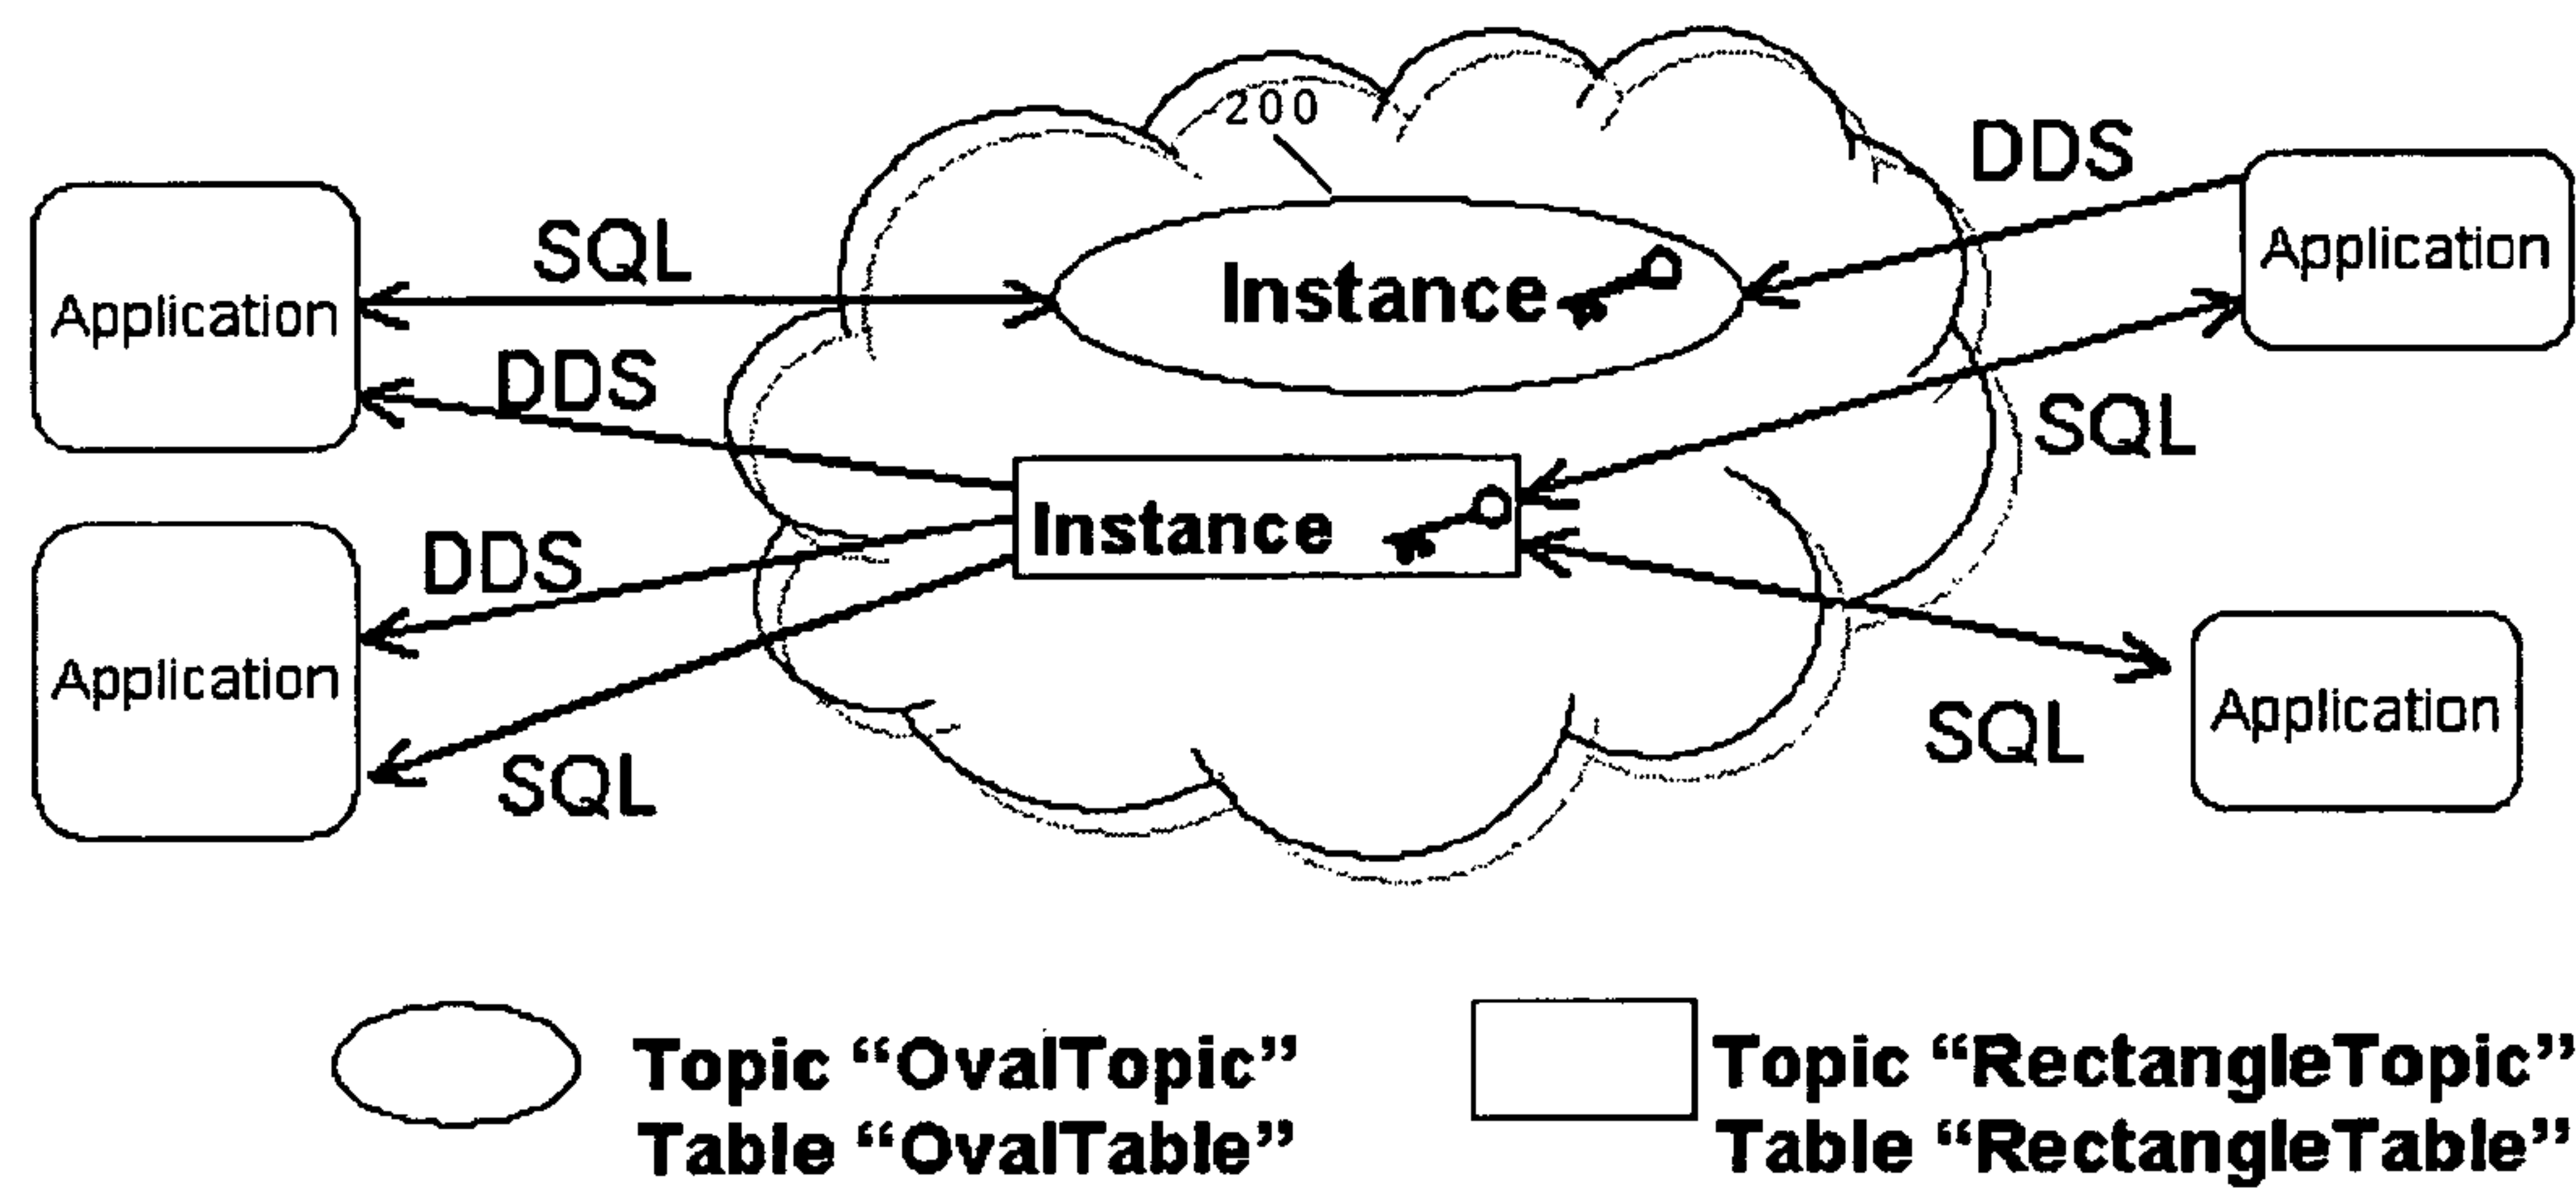 200
DDS
SQL
Application
Instance
Application
DDS
SQL
Instance
DDS
Application
SQL
Application
SQL
Topic “OvalTopic”
Table “OvalTable”
Topic “RectangleTopic”
Table “RectangleTable”